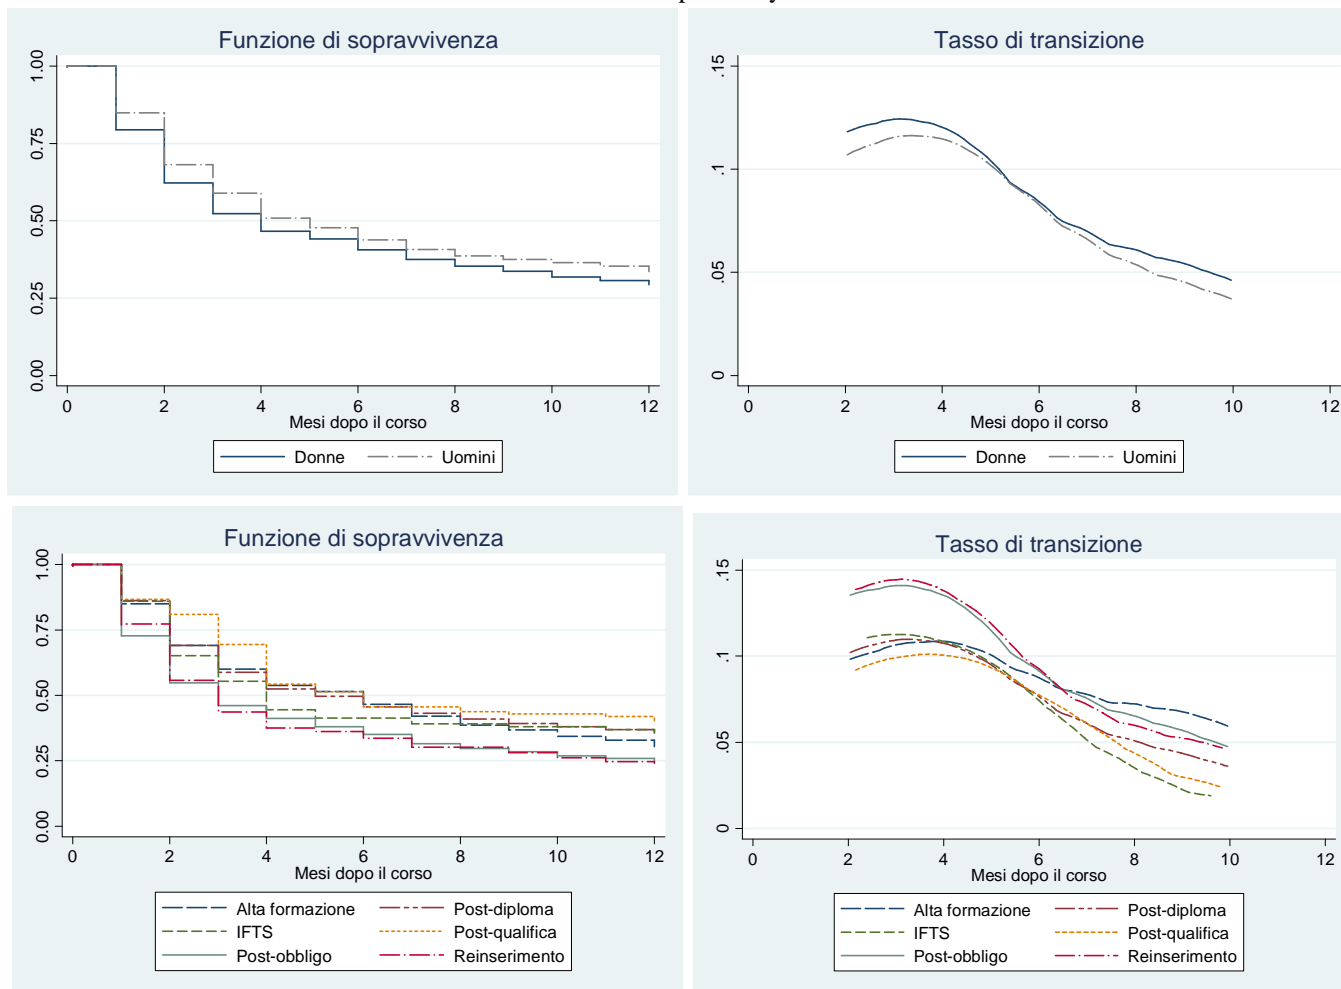 Funzione di sopravvivenza
1.00
0.75
0.50
0.25
0.00
0 2 4 6 8 10 12
Mesi dopo il corso
Donne Uomini
Tasso di transizione
.15
.1
.05
0
0 2 4 6 8 10 12
Mesi dopo il corso
Donne Uomini
Funzione di sopravvivenza
1.00
0.75
0.50
0.25
0.00
0 2 4 6 8 10 12
Mesi dopo il corso
Alta formazione Post-diploma
IFTS Post-qualifica
Post-obbligo Reinserimento
Tasso di transizione
.15
.1
.05
0
0 2 4 6 8 10 12
Mesi dopo il corso
Alta formazione Post-diploma
IFTS Post-qualifica
Post-obbligo Reinserimento